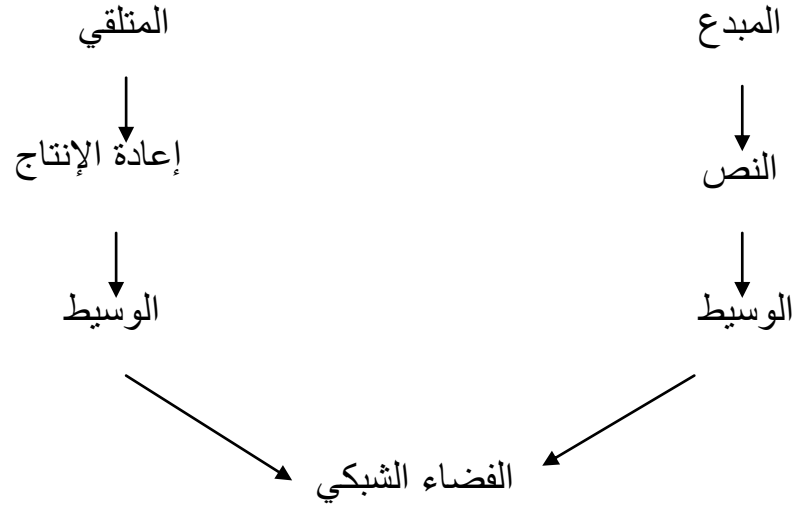 المبدع
المتلقي
النص
إعادة الإنتاج
الوسيط
الوسيط
الفضاء الشبكي